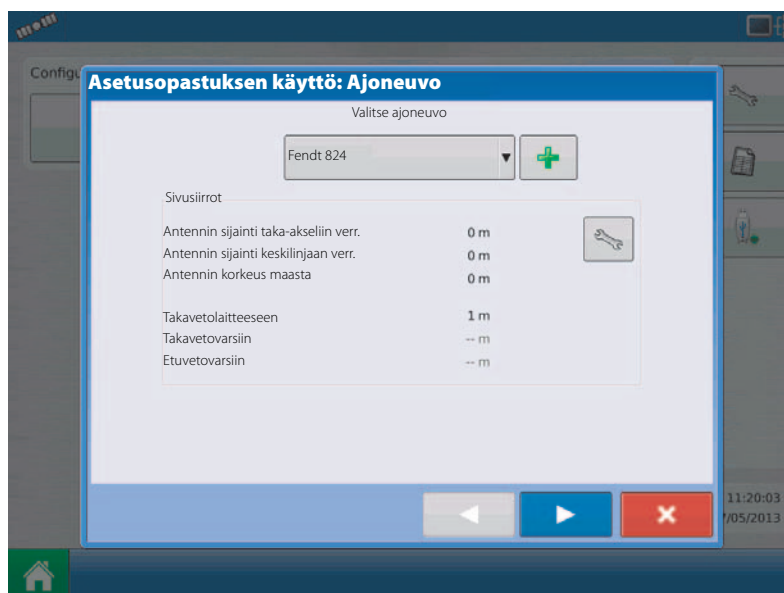 Configu
Asetusopastuksen käyttö: Ajoneuvo
Valitse ajoneuvo
Fendt 824
Sivusiirrot
Antennin sijainti taka-akseliin verr. 0 m
Antennin sijainti keskilinjaan verr. 0 m
Antennin korkeus maasta 0 m
Takavetolaitteeseen 1 m
Takavetovarsiin -- m
Etuvetovarsiin -- m
11:20:03
/05/2013